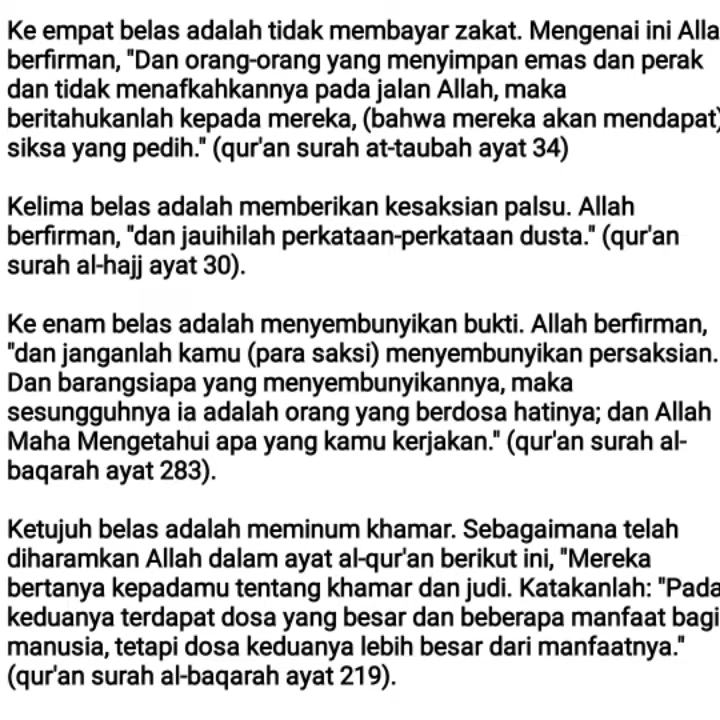 Ke empat belas adalah tidak membayar zakat. Mengenai ini Alla
berfirman, "Dan orang-orang yang menyimpan emas dan perak
dan tidak menafkahkannya pada jalan Allah, maka
beritahukanlah kepada mereka, (bahwa mereka akan mendapat)
siksa yang pedih." (qur'an surah at-taubah ayat 34)
Kelima belas adalah memberikan kesaksian palsu. Allah
berfirman, "dan jauihilah perkataan-perkataan dusta." (qur'an
surah al-hajj ayat 30).
Ke enam belas adalah menyembunyikan bukti. Allah berfirman,
"dan janganlah kamu (para saksi) menyembunyikan persaksian.
Dan barangsiapa yang menyembunyikannya, maka
sesungguhnya ia adalah orang yang berdosa hatinya; dan Allah
Maha Mengetahui apa yang kamu kerjakan." (qur'an surah al-
baqarah ayat 283).
Ketujuh belas adalah meminum khamar. Sebagaimana telah
diharamkan Allah dalam ayat al-qur'an berikut ini, "Mereka
bertanya kepadamu tentang khamar dan judi. Katakanlah: "Pada
keduanya terdapat dosa yang besar dan beberapa manfaat bagi
manusia, tetapi dosa keduanya lebih besar dari manfaatnya."
(qur'an surah al-baqarah ayat 219).